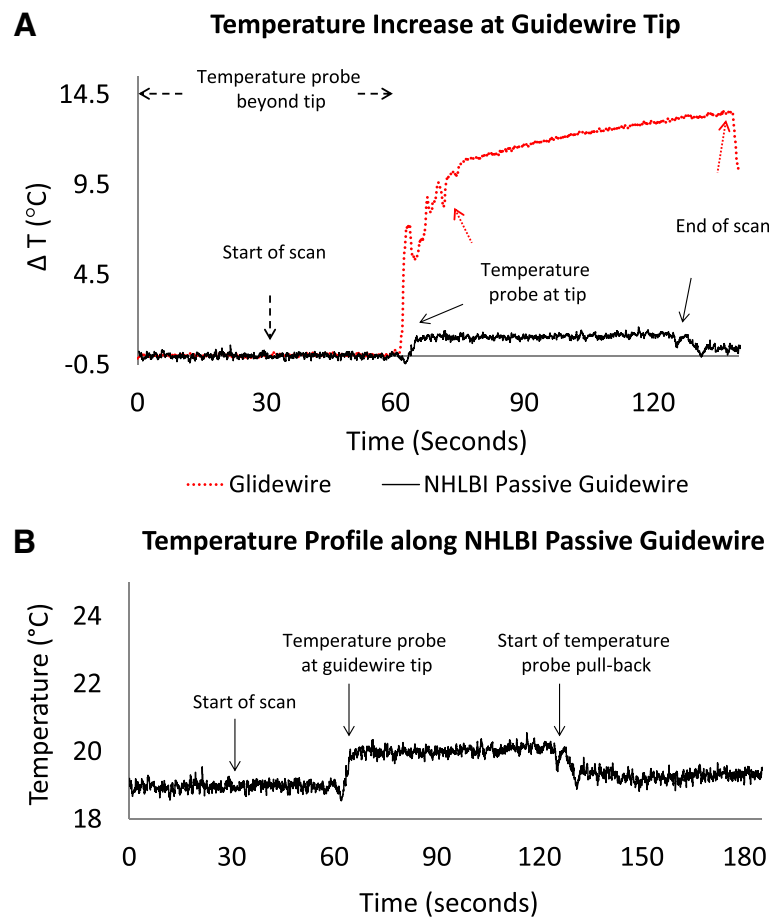 A
Temperature Increase at Guidewire Tip
Temperature probe
beyond tip
14.5
9.5
4.5
-0.5
Δ T (°C)
Start of scan
End of scan
Temperature
probe at tip
0 30 60 90 120
Time (Seconds)
Glidewire NHLBI Passive Guidewire
B
Temperature Profile along NHLBI Passive Guidewire
24
22
20
18
Temperature (°C)
Temperature probe
at guidewire tip
Start of temperature
probe pull-back
Start of scan
0 30 60 90 120 150 180
Time (seconds)